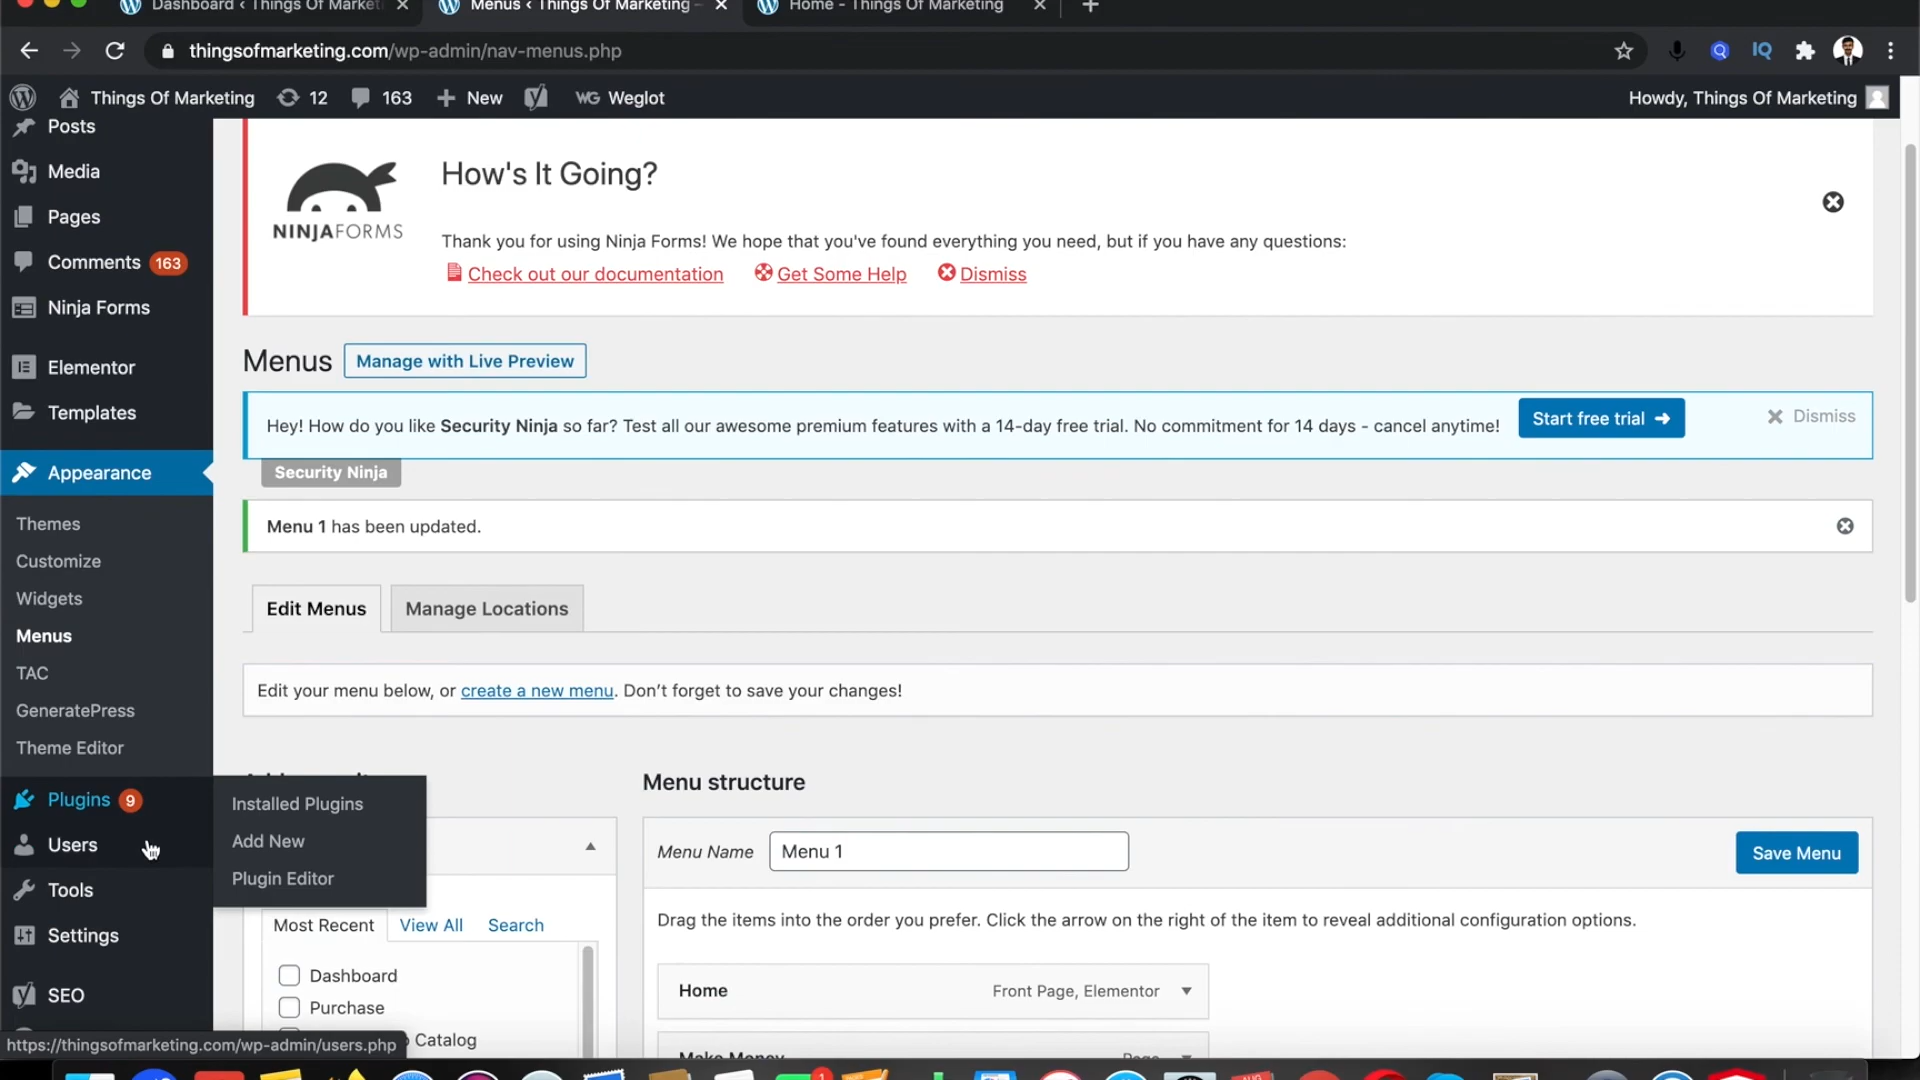 Dashboard ‹ Things Of Market
Menus ‹ Things Of Marketing –
Home - Things Of Marketing
thingsofmarketing.com/wp-admin/nav-menus.php
IQ
Things Of Marketing
12
163
New
WG Weglot
Howdy, Things Of Marketing
Posts
Media
Pages
Comments 163
Ninja Forms
Elementor
Templates
Appearance
Themes
Customize
Widgets
Menus
TAC
GeneratePress
Theme Editor
Plugins 9
Users
Tools
Settings
SEO
Installed Plugins
Add New
Plugin Editor
https://thingsofmarketing.com/wp-admin/users.php
NINJAFORMS
How's It Going?
Thank you for using Ninja Forms! We hope that you've found everything you need, but if you have any questions:
Check out our documentation
Get Some Help
Dismiss
Menus
Manage with Live Preview
Hey! How do you like Security Ninja so far? Test all our awesome premium features with a 14-day free trial. No commitment for 14 days - cancel anytime!
Start free trial ➜
Dismiss
Security Ninja
Menu 1 has been updated.
Edit Menus
Manage Locations
Edit your menu below, or create a new menu. Don’t forget to save your changes!
Menu structure
Menu Name
Menu 1
Save Menu
Drag the items into the order you prefer. Click the arrow on the right of the item to reveal additional configuration options.
Most Recent
View All
Search
Dashboard
Purchase
Catalog
Home
Front Page, Elementor
Make Money
Page